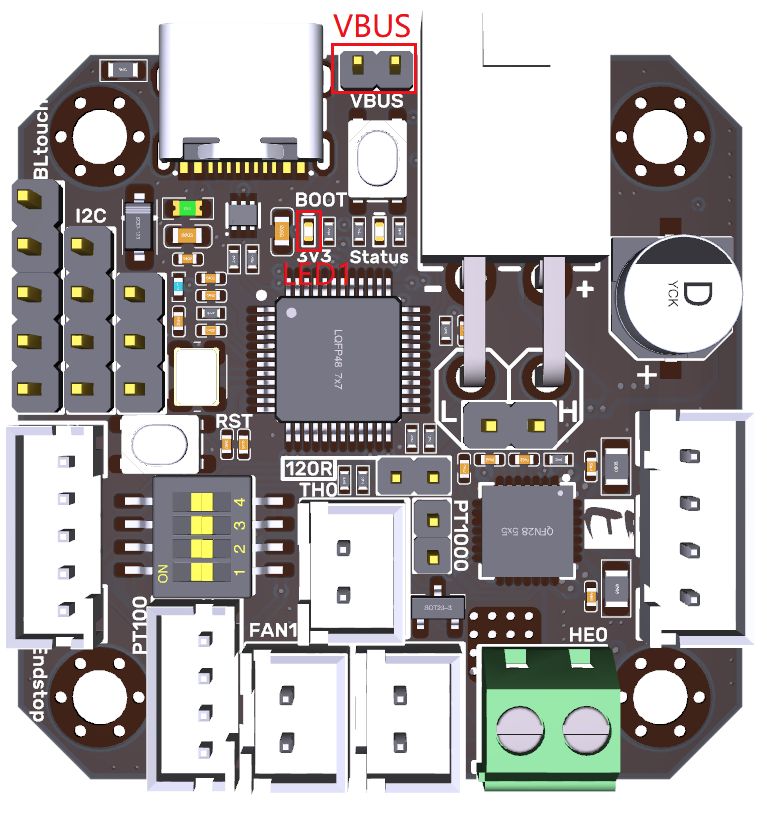 VBUS
VBUS
BLtouch
I2C
BOOT
3V3
LED1
Status
-
+
D
YCK
+
LQFP48 7x7
L
H
RST
120R
TH0
ON
1
2
3
4
PT1000
QFN28 5x5
SOT23-3
PT100
FAN1
HE0
Endstop